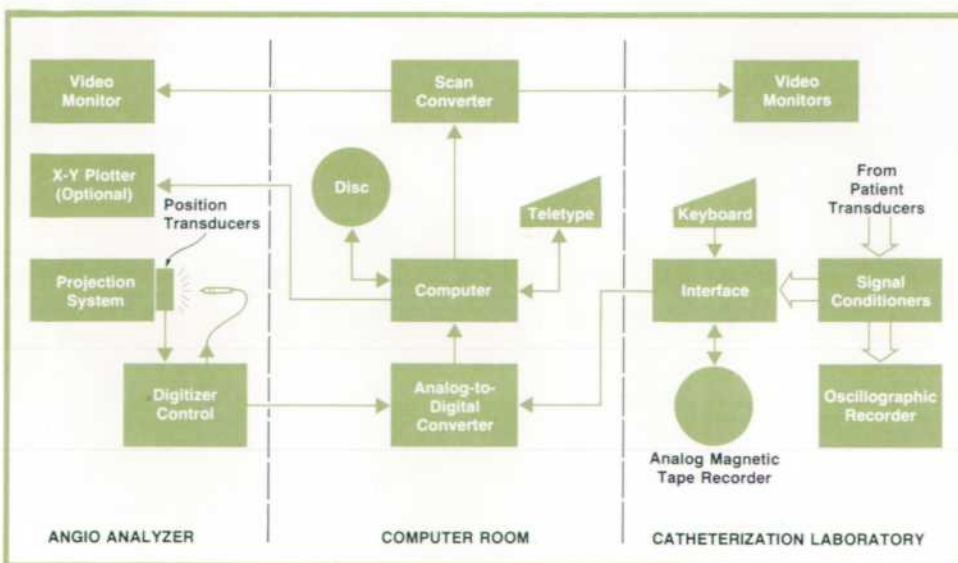 Video
Monitor
Scan
Converter
Video
Monitors
X-Y Plotter
(Optional)
Position
Transducers
Disc
Teletype
Keyboard
From
Patient
Transducers
Projection
System
Computer
Interface
Signal
Conditioners
Digitizer
Control
Analog-to-
Digital
Converter
Analog Magnetic
Tape Recorder
Oscillographic
Recorder
ANGIO ANALYZER
COMPUTER ROOM
CATHETERIZATION LABORATORY